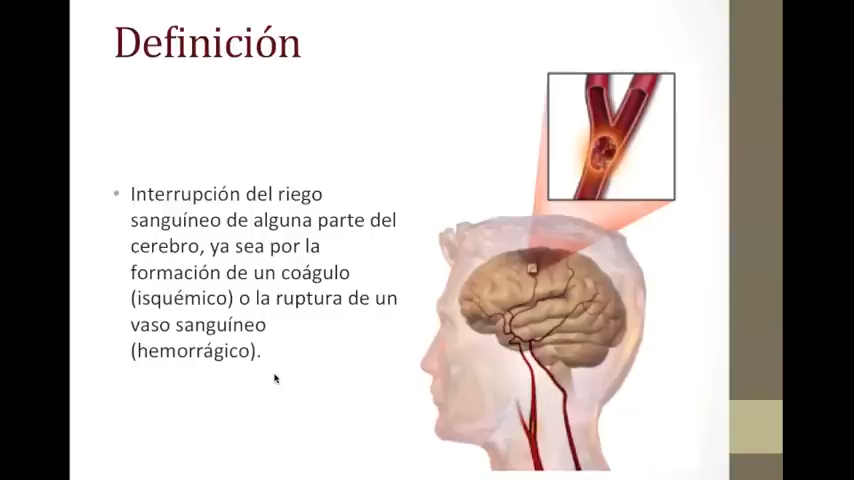 Definición
• Interrupción del riego
sanguíneo de alguna parte del
cerebro, ya sea por la
formación de un coágulo
(isquémico) o la ruptura de un
vaso sanguíneo
(hemorrágico).